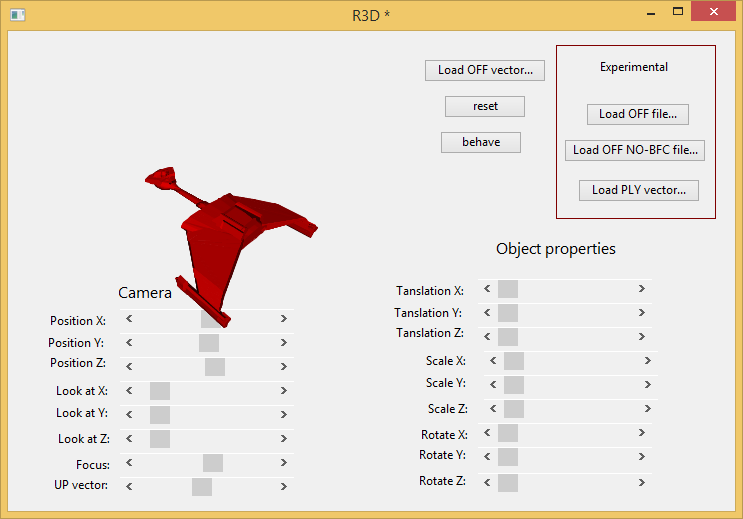 R3D *
Load OFF vector...
reset
behave
Experimental
Load OFF file...
Load OFF NO-BFC file...
Load PLY vector...
Camera
Position X:
Position Y:
Position Z:
Look at X:
Look at Y:
Look at Z:
Focus:
UP vector:
Object properties
Tanslation X:
Tanslation Y:
Tanslation Z:
Scale X:
Scale Y:
Scale Z:
Rotate X:
Rotate Y:
Rotate Z: